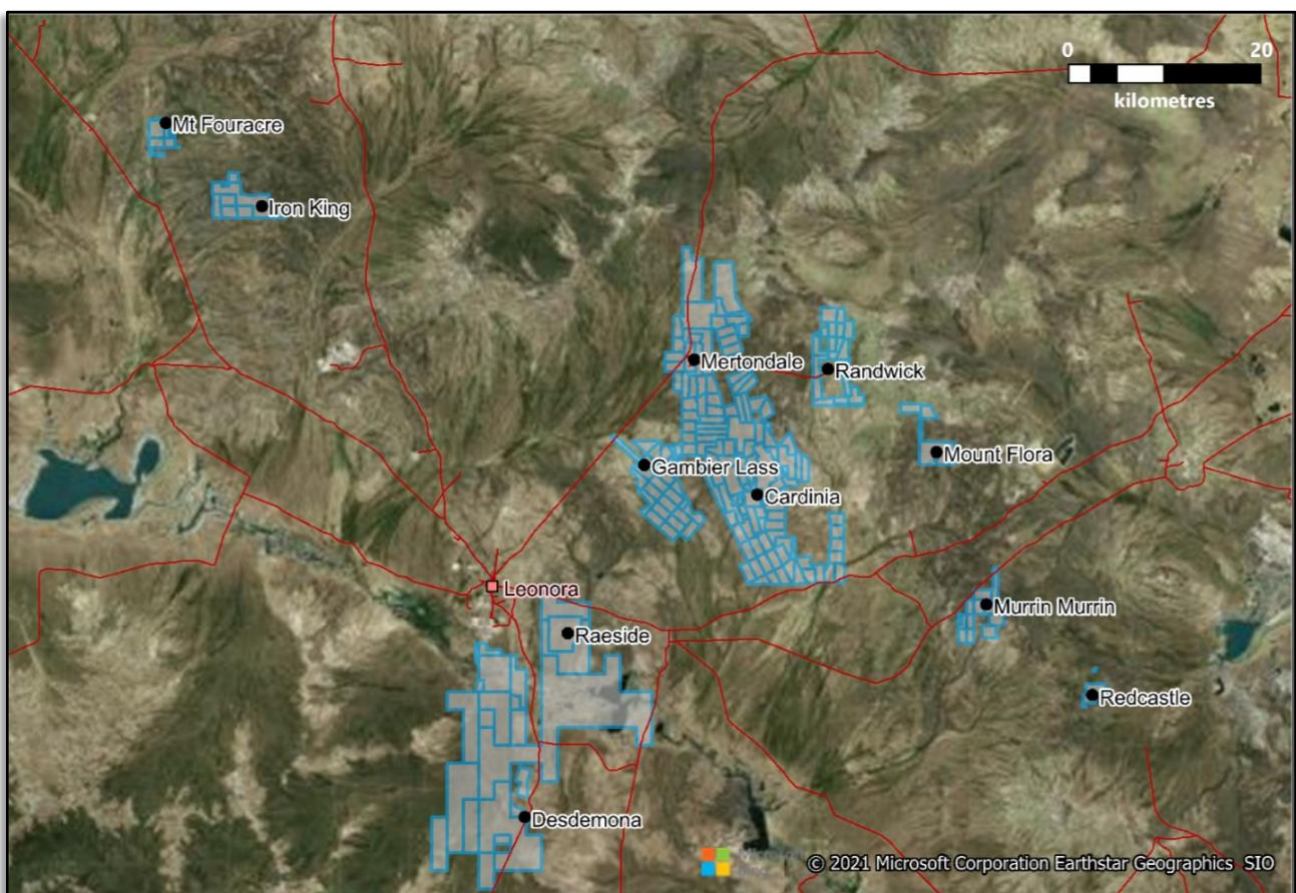 0 20
kilometres
Mt Fouracre
Iron King
Mertondale
Randwick
Gambier Lass
Mount Flora
Cardinia
Leonora
Murrin Murrin
Raeside
Redcastle
Desdemona
© 2021 Microsoft Corporation Earthstar Geographics SIO